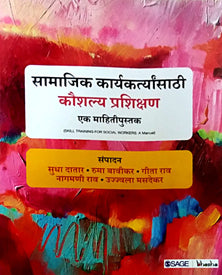 सामाजिक कार्यकर्त्यांसाठी
कौशल्य प्रशिक्षण
एक माहितीपुस्तक
(SKILL TRAINING FOR SOCIAL WORKERS: A Manual)
संपादन
सुधा दातार • रुमा बावीकर • गीता राव
नागमणी राव • उज्ज्वला मसदेकर
SAGE bhasha